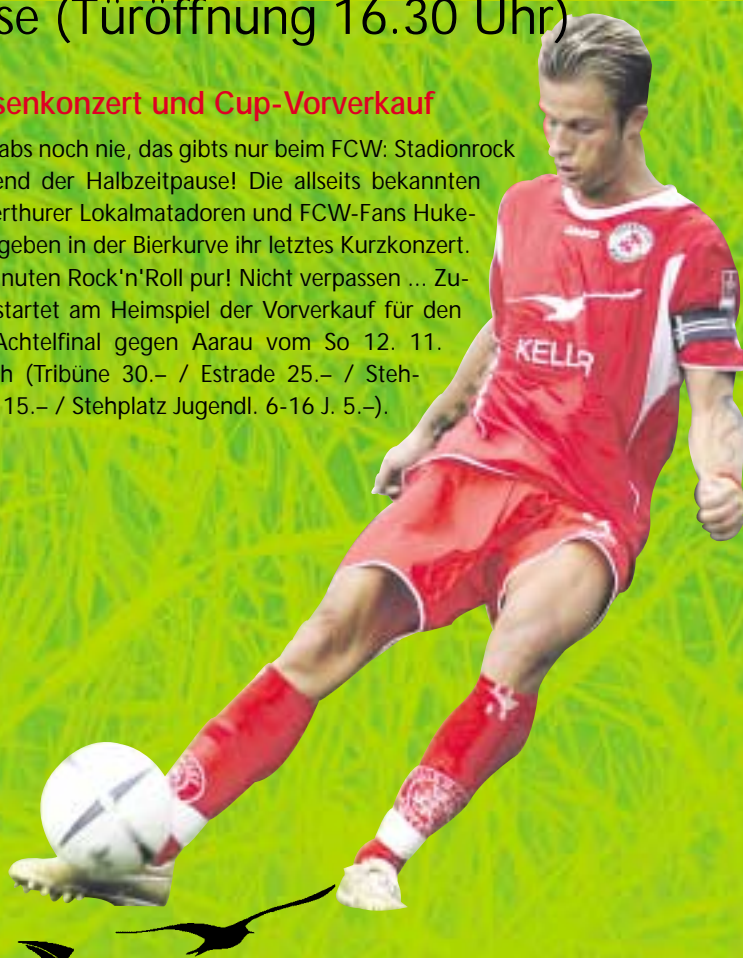 se (Türöffnung 16.30 Uhr)
senkonzert und Cup-Vorverkauf
abs noch nie, das gibts nur beim FCW: Stadionrock
end der Halbzeitpause! Die allseits bekannten
erthurer Lokalmatadoren und FCW-Fans Huke-
geben in der Bierkurve ihr letztes Kurzkonzert.
nuten Rock'n'Roll pur! Nicht verpassen ... Zu-
startet am Heimspiel der Vorverkauf für den
Achtelfinal gegen Aarau vom So 12. 11.
h (Tribüne 30.– / Estrade 25.– / Steh-
15.– / Stehplatz Jugendl. 6-16 J. 5.–).